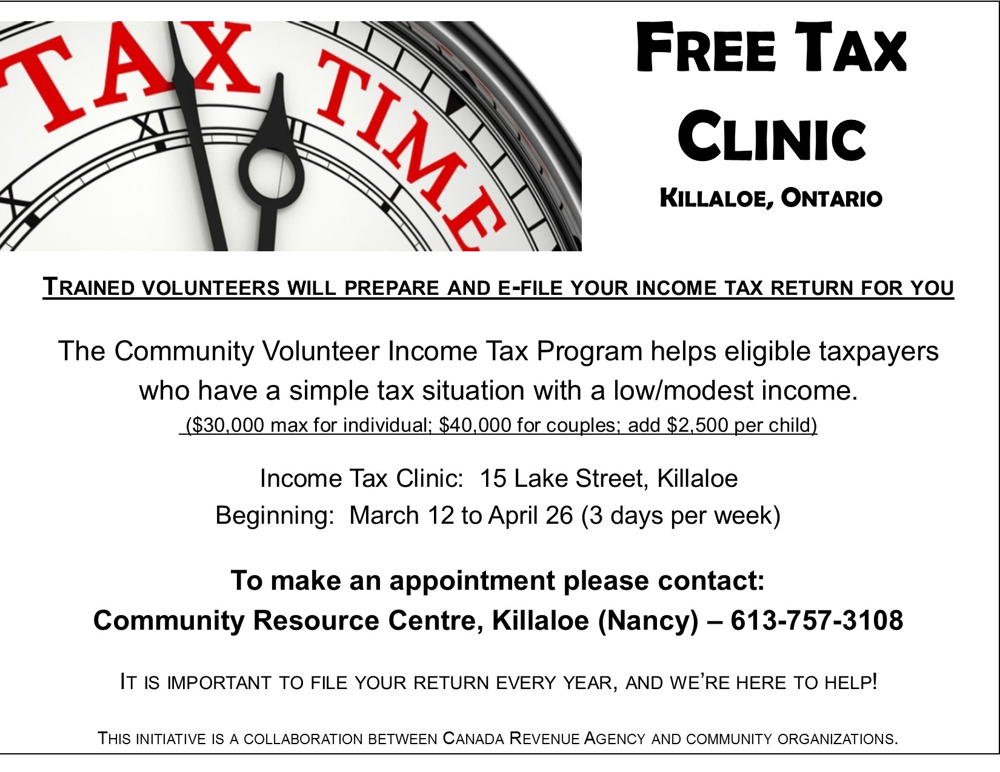 TAX TIME
XI
X
FREE TAX
CLINIC
KILLALOE, ONTARIO
TRAINED VOLUNTEERS WILL PREPARE AND E-FILE YOUR INCOME TAX RETURN FOR YOU
The Community Volunteer Income Tax Program helps eligible taxpayers
who have a simple tax situation with a low/modest income.
($30,000 max for individual; $40,000 for couples; add $2,500 per child)
Income Tax Clinic: 15 Lake Street, Killaloe
Beginning: March 12 to April 26 (3 days per week)
To make an appointment please contact:
Community Resource Centre, Killaloe (Nancy) – 613-757-3108
IT IS IMPORTANT TO FILE YOUR RETURN EVERY YEAR, AND WE’RE HERE TO HELP!
THIS INITIATIVE IS A COLLABORATION BETWEEN CANADA REVENUE AGENCY AND COMMUNITY ORGANIZATIONS.